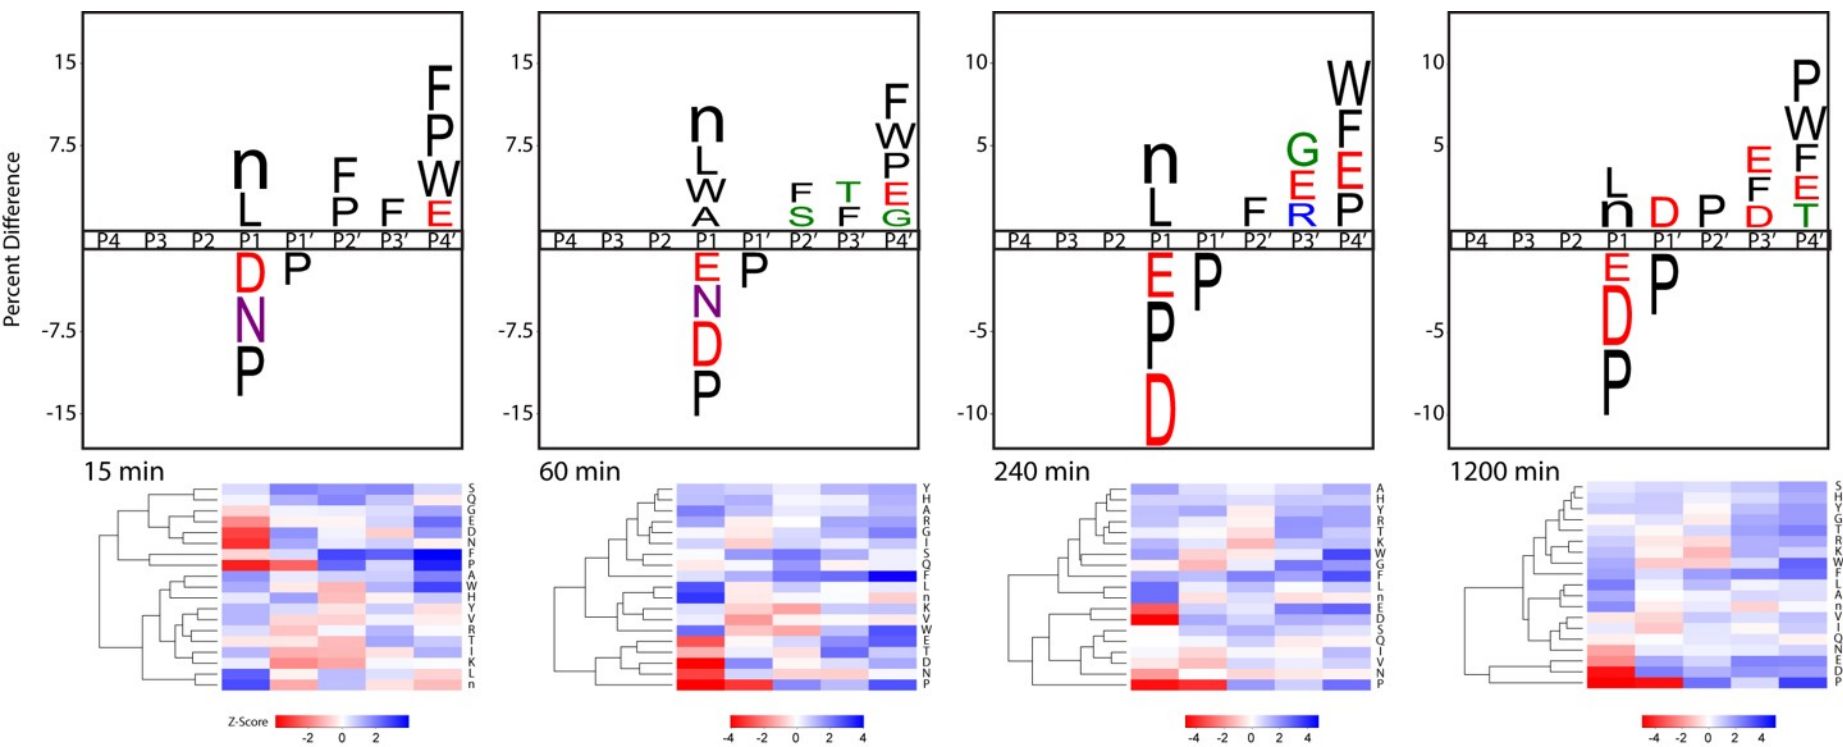 Percent Difference
15
7.5
-7.5
-15
F
P
W
E
n
L
F
P
F
P4 P3 P2 P1 P1′ P2′ P3′ P4′
D
N
P
P
15 min
S
Q
G
E
D
N
F
P
A
W
H
Y
V
R
T
I
K
L
n
Z-Score
-2 0 2
15
7.5
-7.5
-15
n
L
W
A
F
S
T
F
F
W
P
E
G
P4 P3 P2 P1 P1′ P2′ P3′ P4′
E
N
D
P
P
60 min
Y
H
A
R
G
I
S
Q
F
L
n
K
V
W
E
T
D
N
P
-4 -2 0 2 4
10
5
-5
-10
n
L
F
G
E
R
W
F
E
P
P4 P3 P2 P1 P1′ P2′ P3′ P4′
E
P
D
P
240 min
A
H
Y
R
T
K
W
G
F
L
n
E
D
S
Q
I
V
N
P
-4 -2 0 2 4
10
5
-5
-10
L
n
D
P
E
F
D
P
W
F
E
T
P4 P3 P2 P1 P1′ P2′ P3′ P4′
E
D
P
P
1200 min
S
H
Y
G
T
R
K
W
F
L
A
n
V
I
Q
N
E
D
P
-4 -2 0 2 4